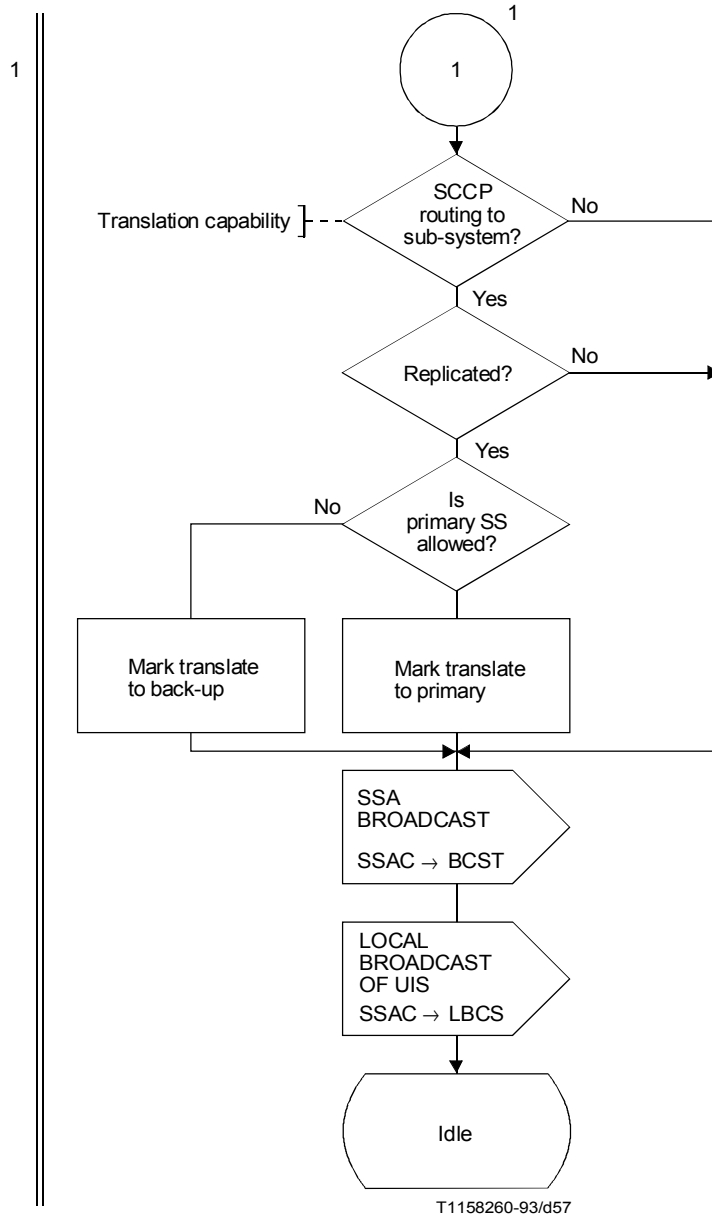 1
1
1
SCCP
routing to
sub-system?
No
Translation capability
Yes
Replicated?
No
Yes
No
Is
primary SS
allowed?
Mark translate
to back-up
Mark translate
to primary
SSA
BROADCAST
SSAC → BCST
LOCAL
BROADCAST
OF UIS
SSAC → LBCS
Idle
T1158260-93/d57